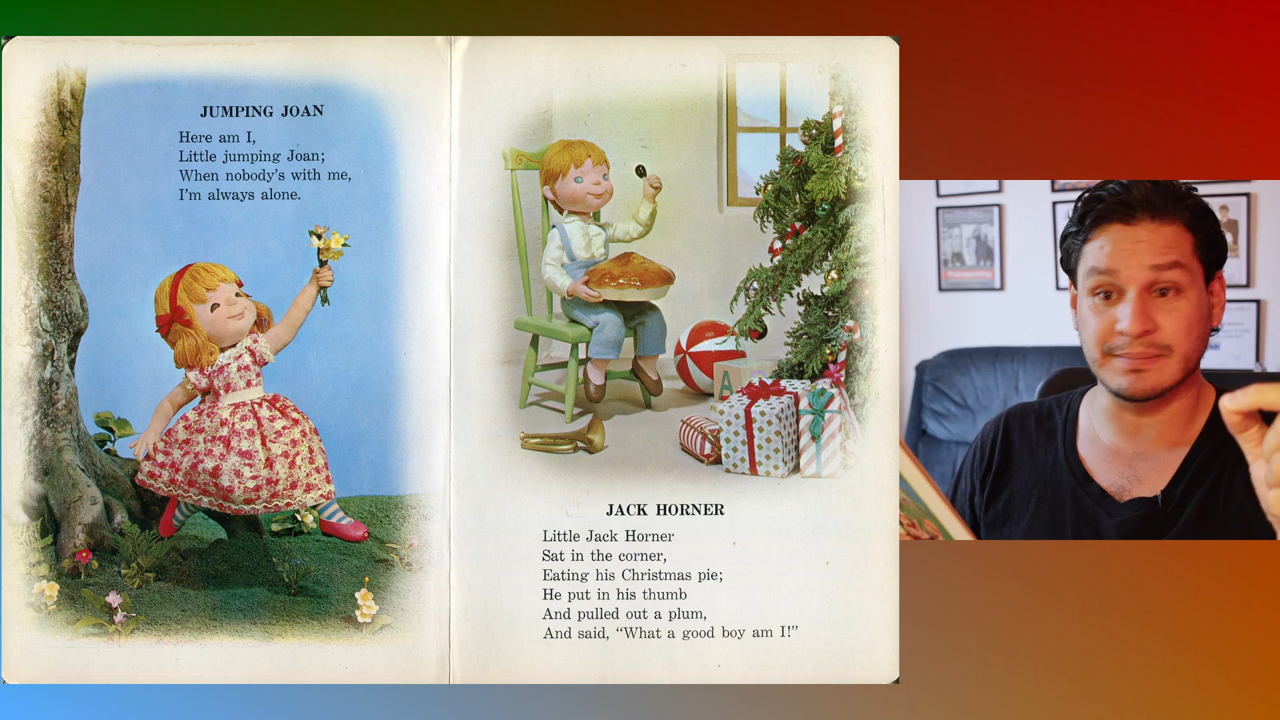 JUMPING JOAN
Here am I,
Little jumping Joan;
When nobody's with me,
I'm always alone.
A
JACK HORNER
Little Jack Horner
Sat in the corner,
Eating his Christmas pie;
He put in his thumb
And pulled out a plum,
And said, “What a good boy am I!”